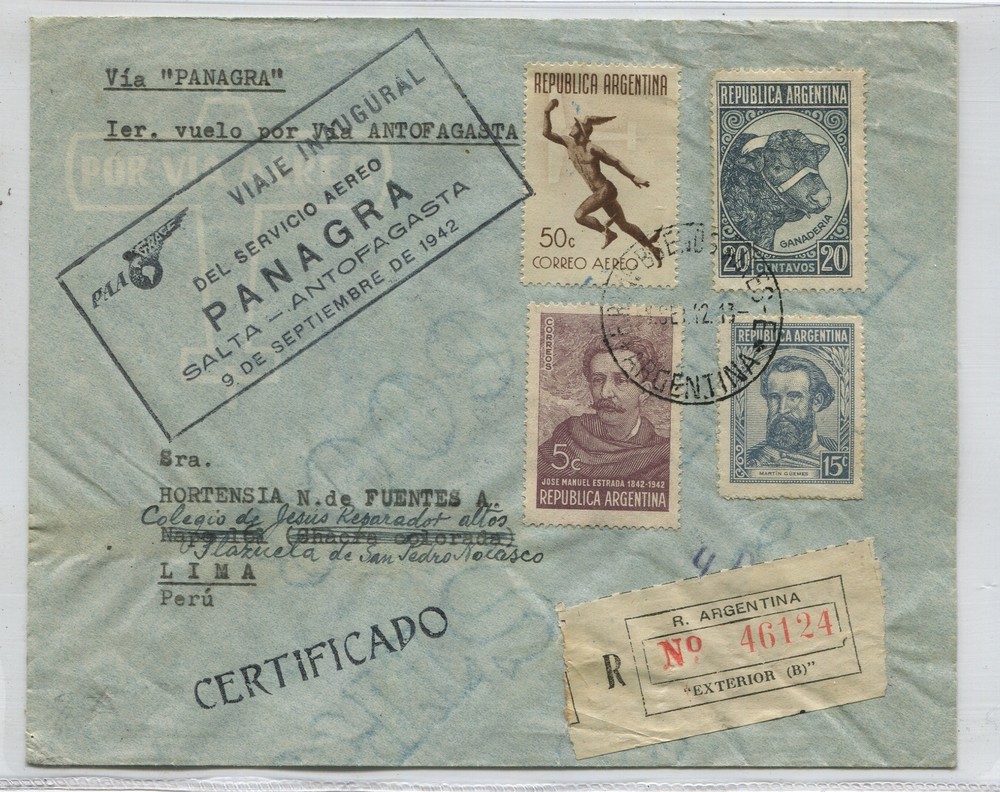 Vía "PANAGRA"
Ier. vuelo por Vía ANTOFAGASTA
POR VIA AEREA
VIAJE INAUGURAL
DEL SERVICIO AEREO
PANAGRA
SALTA — ANTOFAGASTA
9 DE SEPTIEMBRE DE 1942
PAA GRACE
REPUBLICA ARGENTINA
50c
CORREO AEREO
REPUBLICA ARGENTINA
GANADERIA
20 CENTAVOS 20
CORREOS
5c
JOSE MANUEL ESTRADA 1842-1942
REPUBLICA ARGENTINA
REPUBLICA ARGENTINA
MARTIN GÜEMES
15c
ARGENTINA
Sra.
HORTENSIA N. de FUENTES A.
Colegio de Jesus Reparador altos
Plazuela de San Pedro Nolasco
LIMA
Perú
CERTIFICADO
R. ARGENTINA
R Nº 46124
"EXTERIOR (B)"